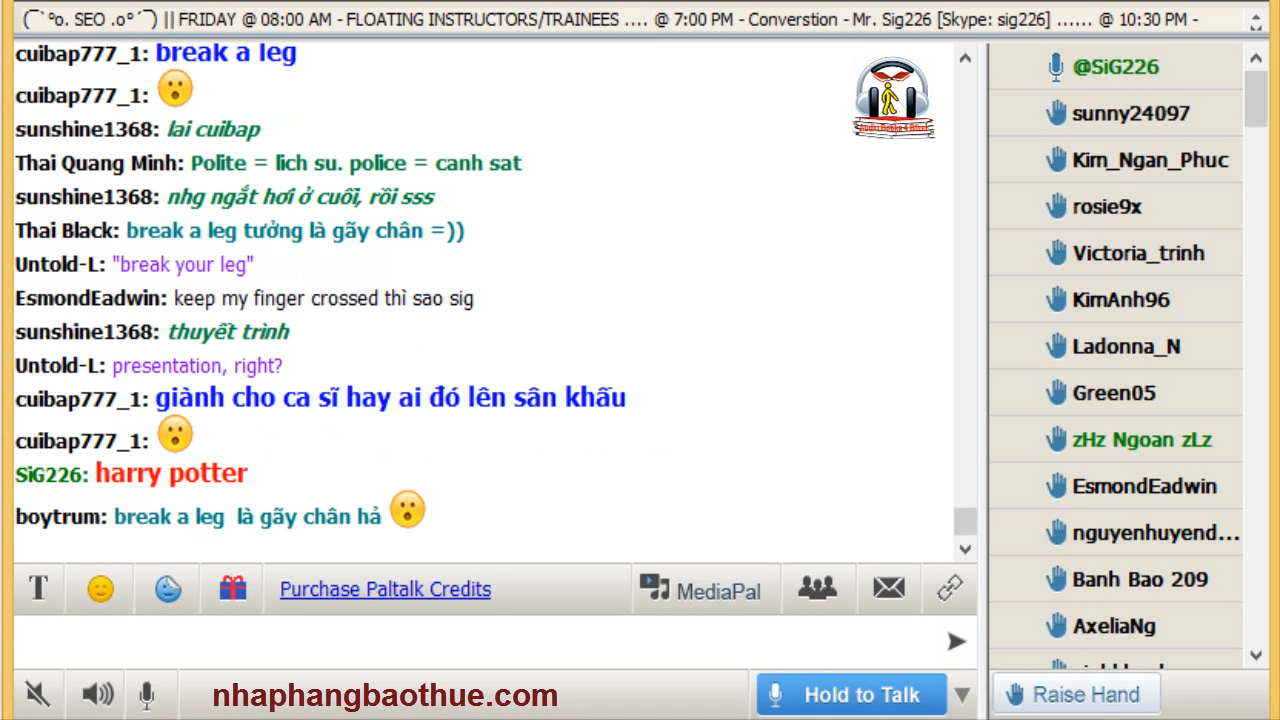 (¯`°o. SEO .o°´¯) || FRIDAY @ 08:00 AM - FLOATING INSTRUCTORS/TRAINEES .... @ 7:00 PM - Converstion - Mr. Sig226 [Skype: sig226] ...... @ 10:30 PM -
cuibap777_1: break a leg
cuibap777_1:
sunshine1368: lai cuibap
Thai Quang Minh: Polite = lich su. police = canh sat
sunshine1368: nhg ngắt hơi ở cuối, rồi sss
Thai Black: break a leg tưởng là gãy chân =))
Untold-L: "break your leg"
EsmondEadwin: keep my finger crossed thì sao sig
sunshine1368: thuyết trình
Untold-L: presentation, right?
cuibap777_1: giành cho ca sĩ hay ai đó lên sân khấu
cuibap777_1:
SiG226: harry potter
boytrum: break a leg là gãy chân hả
Purchase Paltalk Credits
MediaPal
nhaphangbaothue.com
Hold to Talk
@SiG226
sunny24097
Kim_Ngan_Phuc
rosie9x
Victoria_trinh
KimAnh96
Ladonna_N
Green05
zHz Ngoan zLz
EsmondEadwin
nguyenhuyend...
Banh Bao 209
AxeliaNg
Raise Hand